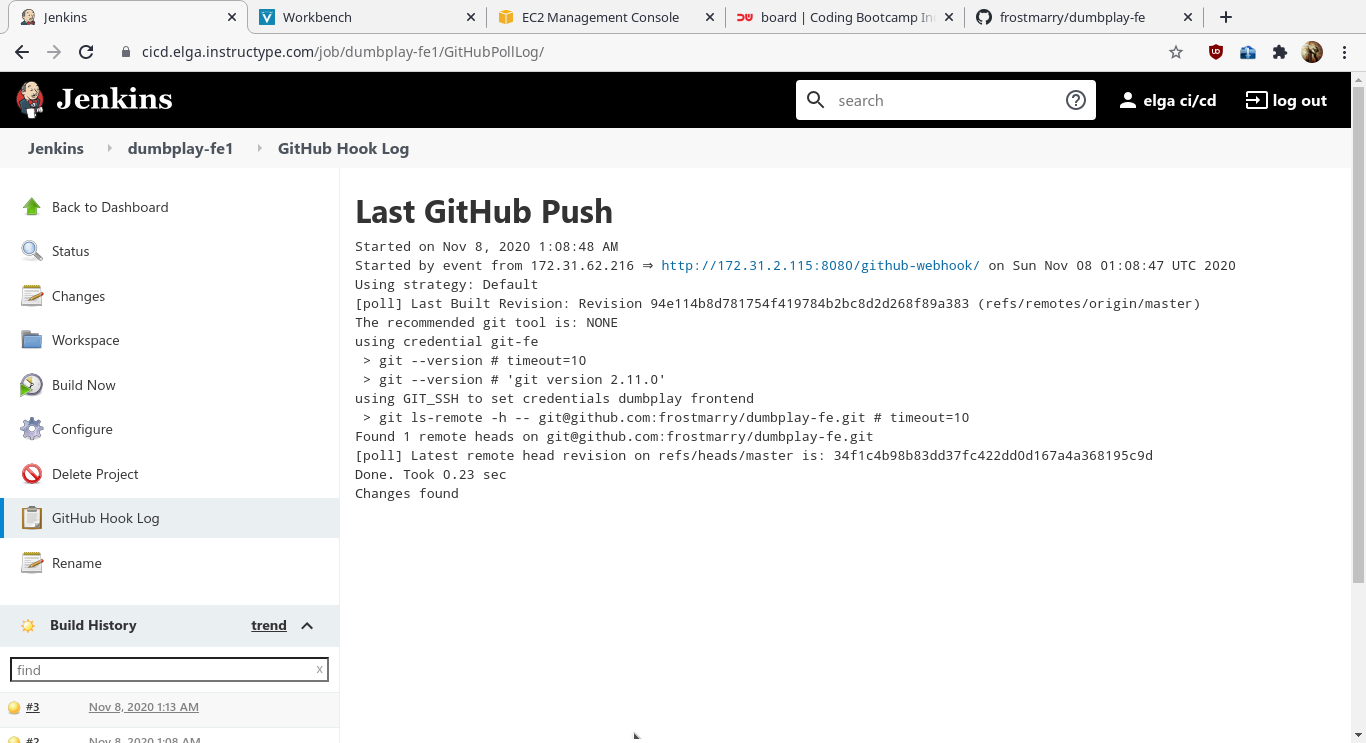 Jenkins
Workbench
EC2 Management Console
board | Coding Bootcamp In
frostmarry/dumbplay-fe
cicd.elga.instructype.com/job/dumbplay-fe1/GitHubPollLog/
Jenkins
search
elga ci/cd
log out
Jenkins
dumbplay-fe1
GitHub Hook Log
Back to Dashboard
Status
Changes
Workspace
Build Now
Configure
Delete Project
GitHub Hook Log
Rename
Build History
trend
find
x
#3
Nov 8, 2020 1:13 AM
#2
Nov 8, 2020 1:08 AM
Last GitHub Push
Started on Nov 8, 2020 1:08:48 AM
Started by event from 172.31.62.216 ⇒ http://172.31.2.115:8080/github-webhook/ on Sun Nov 08 01:08:47 UTC 2020
Using strategy: Default
[poll] Last Built Revision: Revision 94e114b8d781754f419784b2bc8d2d268f89a383 (refs/remotes/origin/master)
The recommended git tool is: NONE
using credential git-fe
> git --version # timeout=10
> git --version # 'git version 2.11.0'
using GIT_SSH to set credentials dumbplay frontend
> git ls-remote -h -- git@github.com:frostmarry/dumbplay-fe.git # timeout=10
Found 1 remote heads on git@github.com:frostmarry/dumbplay-fe.git
[poll] Latest remote head revision on refs/heads/master is: 34f1c4b98b83dd37fc422dd0d167a4a368195c9d
Done. Took 0.23 sec
Changes found